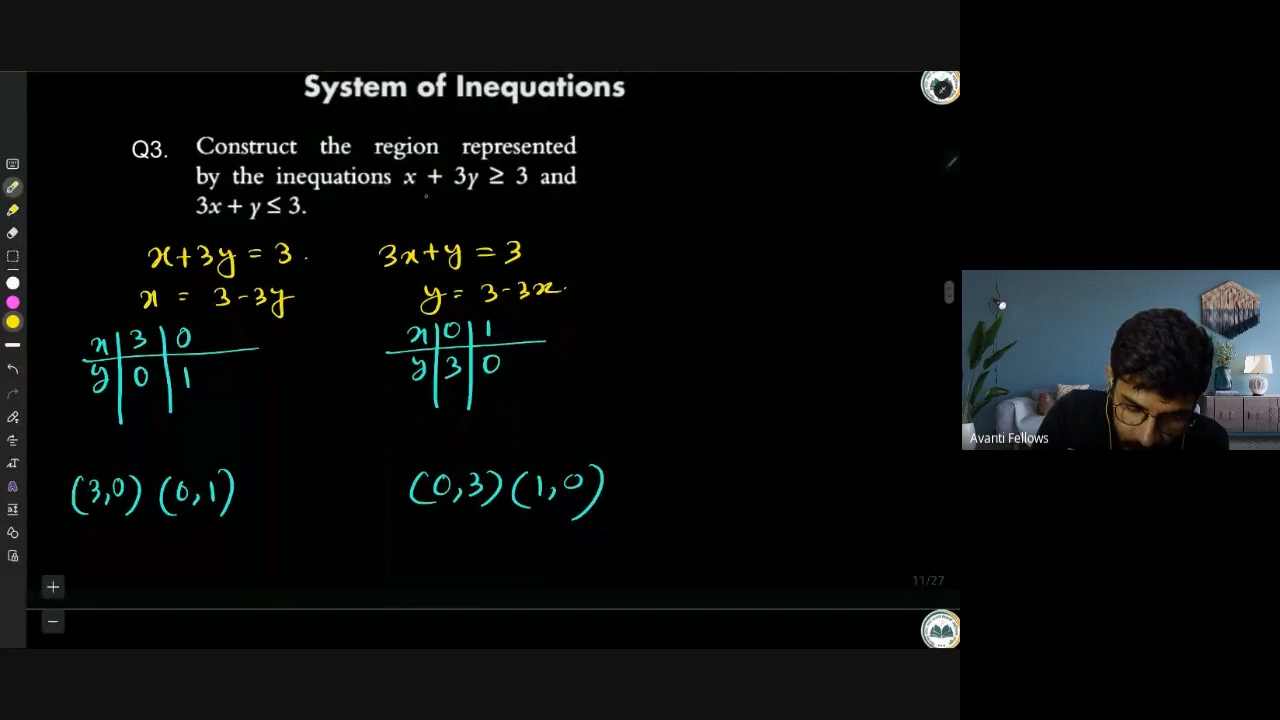 System of Inequations
Q3. Construct the region represented
by the inequations x + 3y ≥ 3 and
3x + y ≤ 3.
x+3y = 3. 3x+y = 3
x = 3-3y y = 3-3x.
x 3 0 x 0 1
y 0 1 y 3 0
(3,0) (0,1) (0,3) (1,0)
11/27
Avanti Fellows